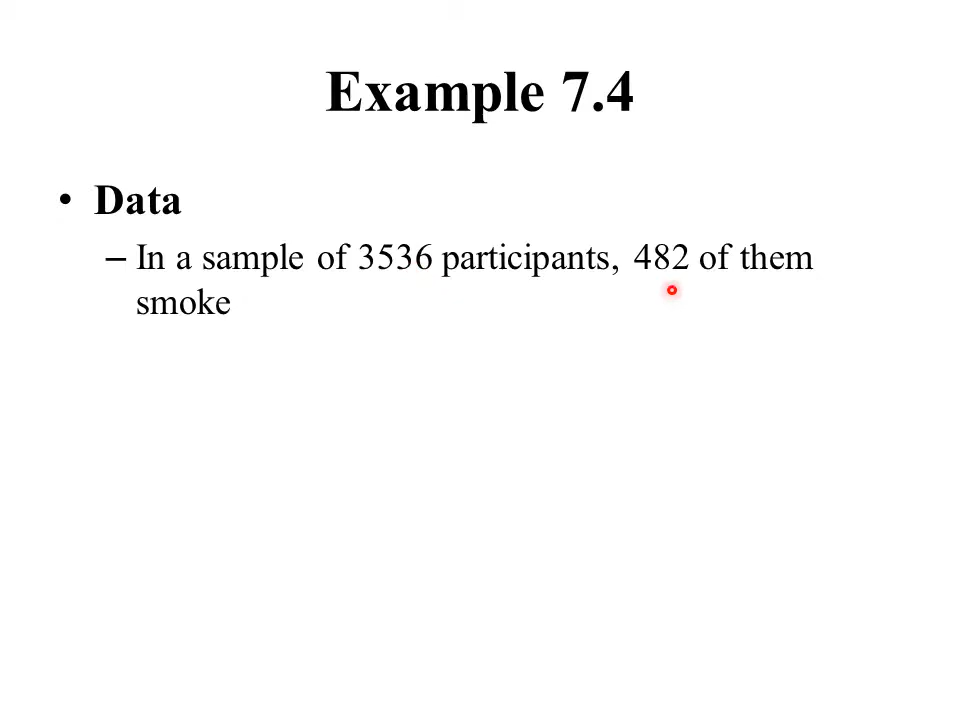 Example 7.4
• Data
– In a sample of 3536 participants, 482 of them
smoke